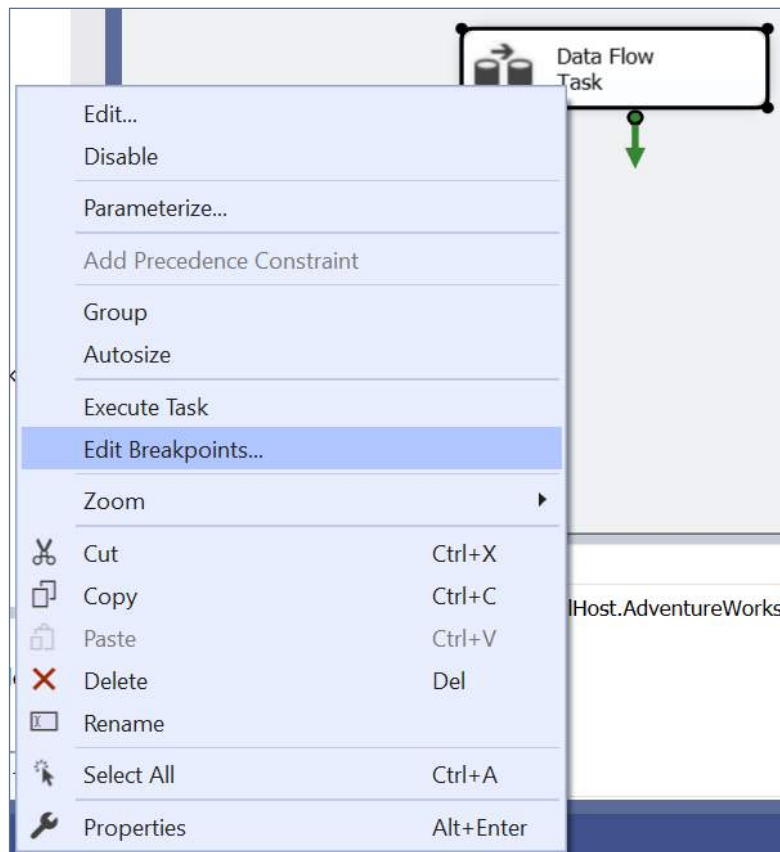 Data Flow
Task
Edit...
Disable
Parameterize...
Add Precedence Constraint
Group
Autosize
Execute Task
Edit Breakpoints...
Zoom
Cut Ctrl+X
Copy Ctrl+C
lHost.AdventureWorks
Paste Ctrl+V
Delete Del
Rename
Select All Ctrl+A
Properties Alt+Enter